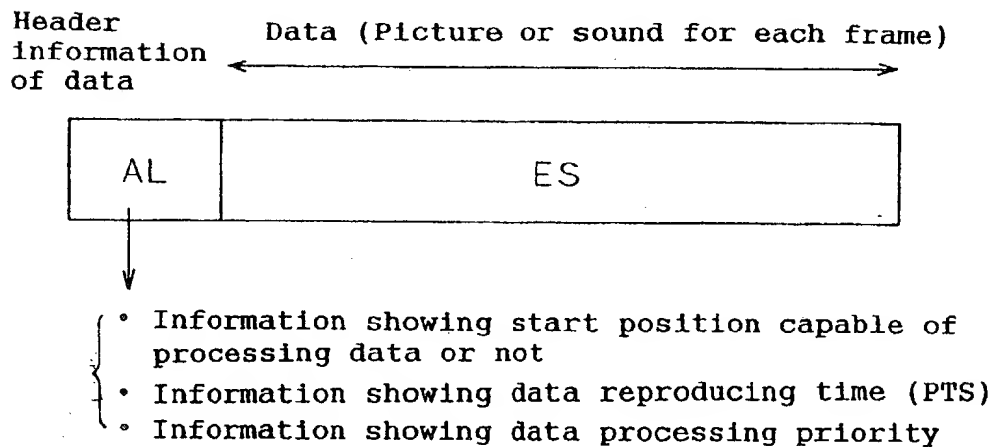 Header
information
of data
Data (Picture or sound for each frame)
AL
ES
• Information showing start position capable of
processing data or not
• Information showing data reproducing time (PTS)
• Information showing data processing priority